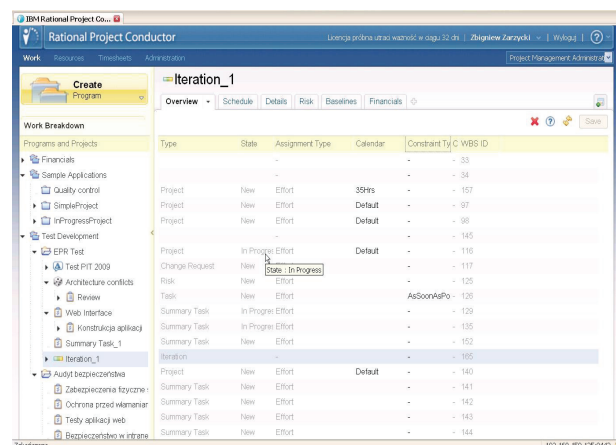 IBM Rational Project Co...
Rational Project Conductor
Licencja próbna utraci ważność w ciągu 32 dni | Zbigniew Zarzycki | Wyloguj
Work Resources Timesheets Administration
Project Management Administrat
Create
Program
Iteration_1
Overview Schedule Details Risk Baselines Financials
Work Breakdown
Save
Programs and Projects Type State Assignment Type Calendar Constraint Ty C WBS ID
Financials - - - 33
Sample Applications - - - 34
Quality control Project New Effort 35Hrs - - 157
SimpleProject Project New Effort Default - - 97
InProgressProject Project New Effort Default - - 98
Test Development - - - 145
EPR Test Project In Progre: Effort Default - - 116
Test PIT 2009 Change Request New Effort - - 117
State : In Progress
Architecture conflicts Risk New Effort - - 125
Review Task New Effort AsSoonAsPo - 126
Web Interface Summary Task In Progre: Effort - - 129
Konstrukcja aplikacji Summary Task In Progre: Effort - - 135
Summary Task_1 Summary Task New Effort - - 152
Iteration_1 Iteration - - - 165
Audyt bezpieczeństwa Project New Effort Default - - 140
Zabezpieczenia fizyczne Summary Task New Effort - - 141
Ochrona przed włamaniar Summary Task New Effort - - 142
Testy aplikacji web Summary Task New Effort - - 143
Bezpieczeństwo w intrane Summary Task New Effort - - 144